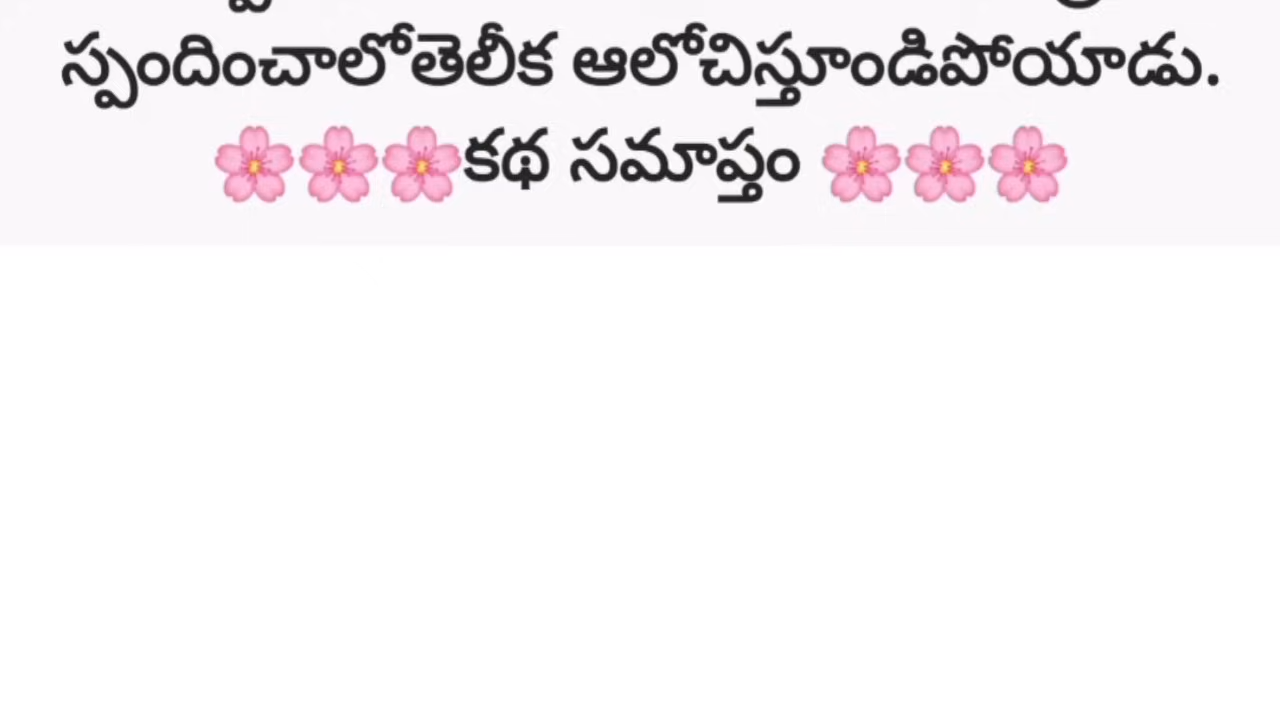 స్పందించాలోతెలీక ఆలోచిస్తూండిపోయాడు.
🌸🌸🌸కథ సమాప్తం 🌸🌸🌸